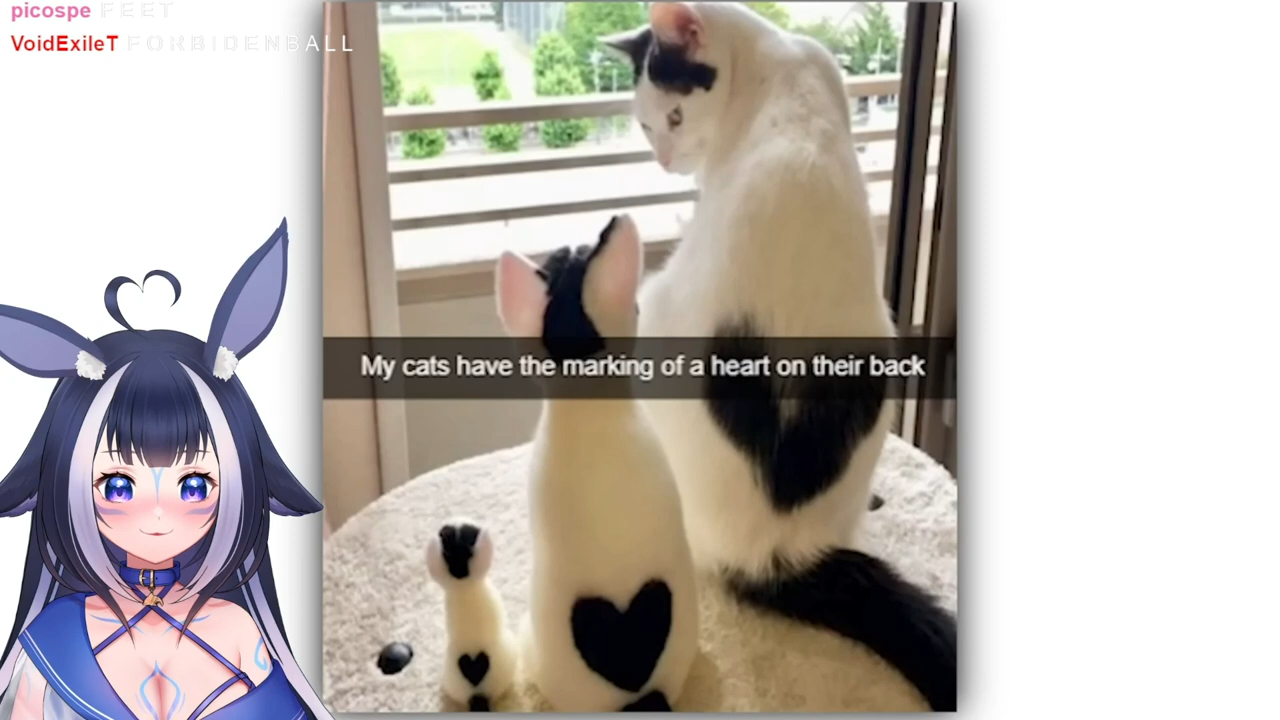 picospe FEET
VoidExileT FORBIDENBALL
My cats have the marking of a heart on their back